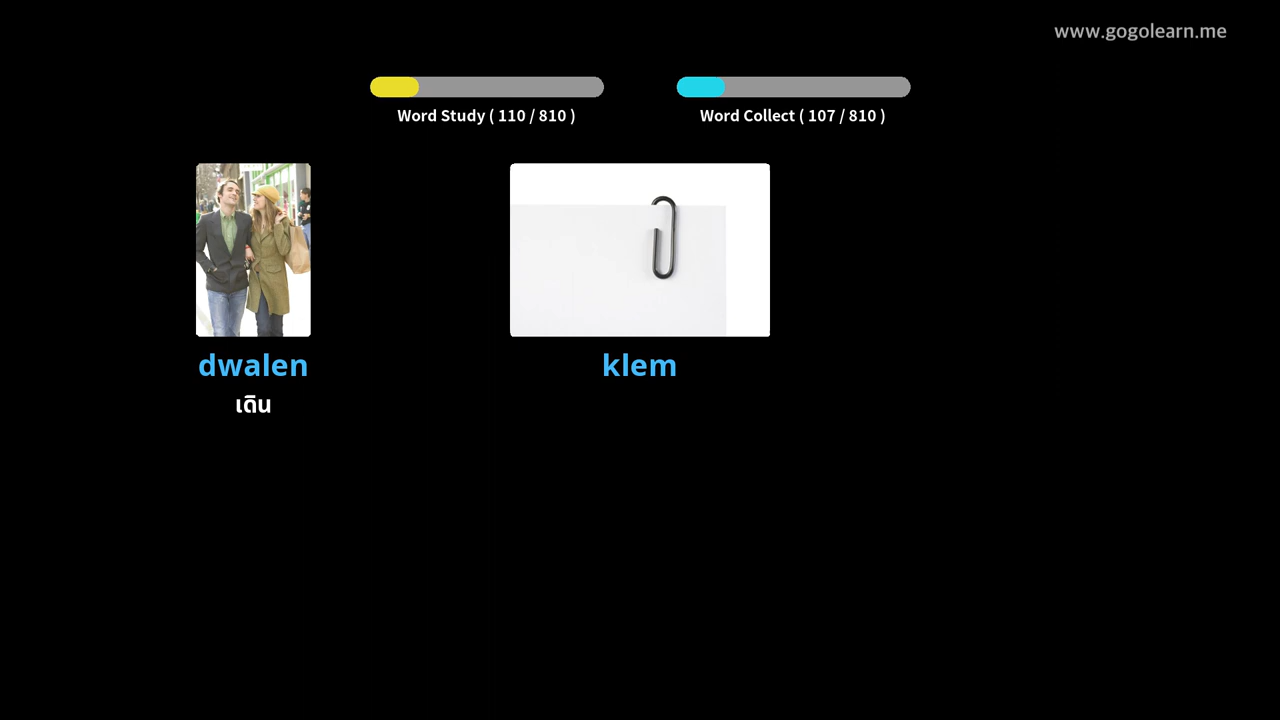 www.gogolearn.me
Word Study ( 110 / 810 )
Word Collect ( 107 / 810 )
dwalen
เดิน
klem